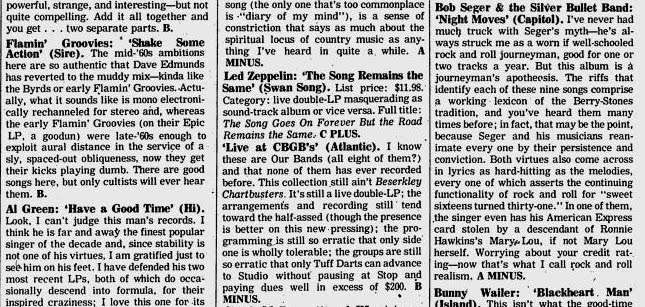 powerful, strange, and interesting—but not
quite compelling. Add it all together and
you get . . . two separate parts. B.
Flamin' Groovies: 'Shake Some
Action' (Sire). The mid-'60s ambitions
here are so authentic that Dave Edmunds
has reverted to the muddy mix—kinda like
the Byrds or early Flamin' Groovies. Actu-
ally, what it sounds like is mono electroni-
cally rechanneled for stereo and, whereas
the early Flamin' Groovies (on their Epic
LP, a goodun) were late-'60s enough to
exploit aural distance in the service of a
sly, spaced-out obliqueness, now they get
their kicks playing dumb. There are good
songs here, but only cultists will ever hear
them. B.
Al Green: 'Have a Good Time' (Hi).
Look, I can't judge this man's records. I
think he is far and away the finest popular
singer of the decade and, since stability is
not one of his virtues, I am gratified just to
see him on his feet. I have defended his two
most recent LPs, both of which do occa-
sionally descend into formula, for their
inspired craziness; I love this one for its
song (the only one that's too commonplace
is "diary of my mind"), is a sense of
constriction that says as much about the
spiritual locus of country music as any-
thing I've heard in quite a while. A
MINUS.
Led Zeppelin: 'The Song Remains the
Same' (Swan Song). List price: $11.98.
Category: live double-LP masquerading as
sound-track album or vice versa. Full title:
The Song Goes On Forever But the Road
Remains the Same. C PLUS.
'Live at CBGB's' (Atlantic). I know
these are Our Bands (all eight of them?)
and that none of them has ever recorded
before. This collection still ain't Beserkley
Chartbusters. It's still a live double-LP; the
arrangements and recording still tend
toward the half-assed (though the presence
is better on this new pressing); the pro-
gramming is still so erratic that only side
one is wholly tolerable; the groups are still
so erratic that only Tuff Darts can advance
to Studio without pausing at Stop and
paying dues well in excess of $200. B
MINUS.
Bob Seger & the Silver Bullet Band:
'Night Moves' (Capitol). I've never had
much truck with Seger's myth—he's al-
ways struck me as a worn if well-schooled
rock and roll journeyman, good for one or
two tracks a year. But this album is a
journeyman's apotheosis. The riffs that
identify each of these nine songs comprise
a working lexicon of the Berry-Stones
tradition, and you've heard them many
times before; in fact, that may be the point,
because Seger and his musicians rean-
imate every one by their persistence and
conviction. Both virtues also come across
in lyrics as hard-hitting as the melodies,
every one of which asserts the continuing
functionality of rock and roll for "sweet
sixteens turned thirty-one." In one of them,
the singer even has his American Express
card stolen by a descendant of Ronnie
Hawkins's Mary Lou, if not Mary Lou
herself. Worrying about your credit rat-
ing—now that's what I call rock and roll
realism. A MINUS.
Bunny Wailer: 'Blackheart Man'
(Island). This isn't what the good-time